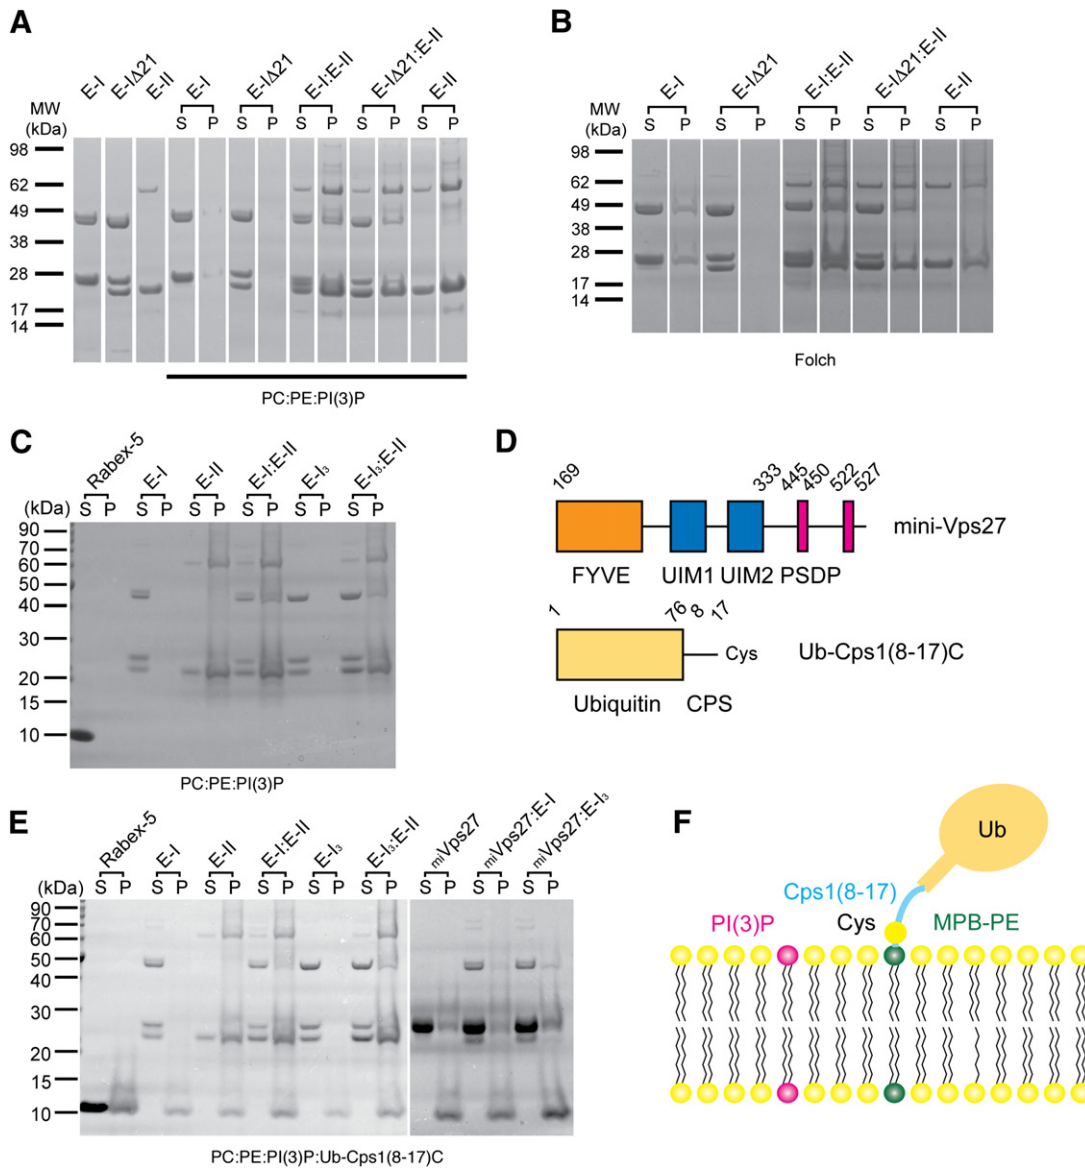 A
E-I E-IΔ21 E-II E-I E-IΔ21 E-I:E-II E-IΔ21:E-II E-II
MW
(kDa)
S P S P S P S P S P
98
62
49
38
28
17
14
PC:PE:PI(3)P
B
E-I E-IΔ21 E-I:E-II E-IΔ21:E-II E-II
MW
(kDa)
S P S P S P S P S P
98
62
49
38
28
17
14
Folch
C
Rabex-5 E-I E-II E-I:E-II E-I₃ E-I₃:E-II
(kDa) S P S P S P S P S P S P
90
70
60
50
40
30
20
15
10
PC:PE:PI(3)P
D
169 333 445 450 522 527
mini-Vps27
FYVE UIM1 UIM2 PSDP
1 76 8 17
Cys Ub-Cps1(8-17)C
Ubiquitin CPS
E
Rabex-5 E-I E-II E-I:E-II E-I₃ E-I₃:E-II miVps27 miVps27:E-I miVps27:E-I₃
(kDa) S P S P S P S P S P S P S P S P S P
90
70
60
50
40
30
20
15
10
PC:PE:PI(3)P:Ub-Cps1(8-17)C
F
Ub
Cps1(8-17)
PI(3)P Cys MPB-PE